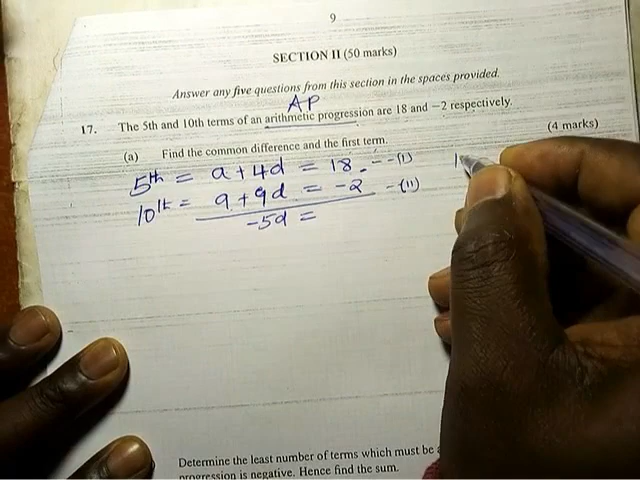 9
SECTION II (50 marks)
Answer any five questions from this section in the spaces provided.
AP
17. The 5th and 10th terms of an arithmetic progression are 18 and −2 respectively.
(a) Find the common difference and the first term. (4 marks)
5th = a + 4d = 18 - - (i) 1
10th = a + 9d = -2 - (ii)
-5d =
Determine the least number of terms which must be
progression is negative. Hence find the sum.